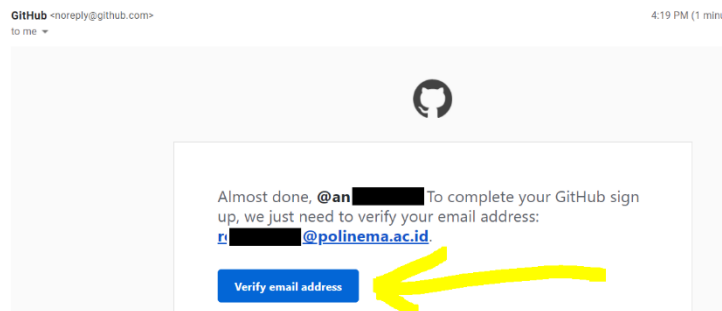 GitHub <noreply@github.com>
4:19 PM (1 minu
to me
Almost done, @an To complete your GitHub sign
up, we just need to verify your email address:
r @polinema.ac.id.
Verify email address